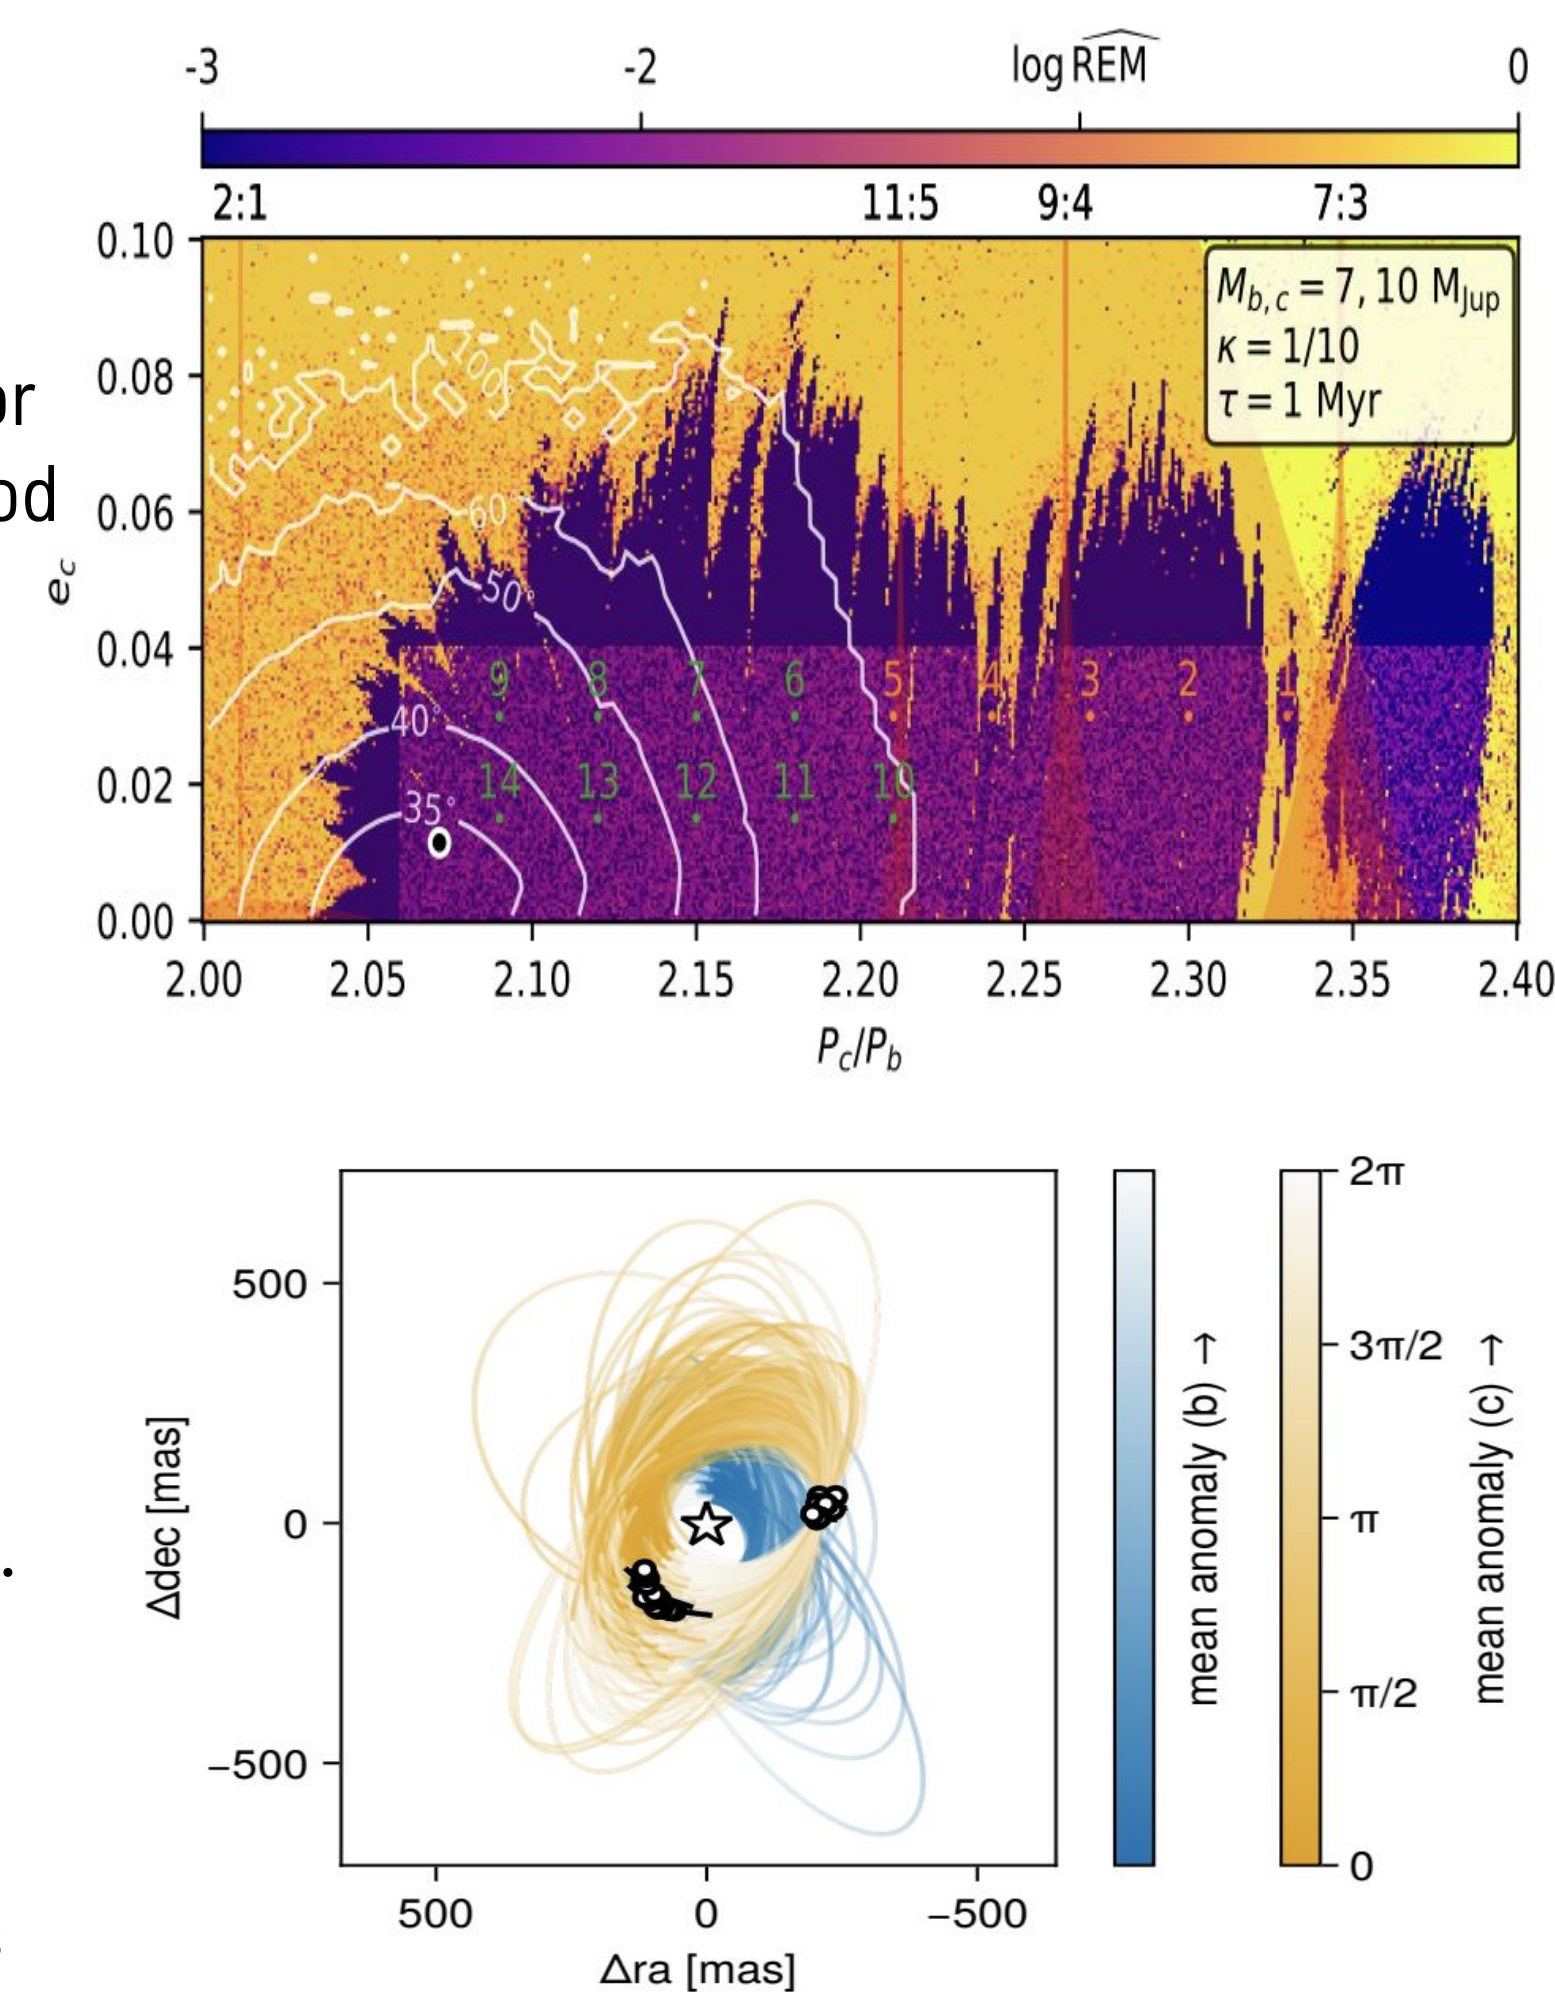 -3 -2 log REM 0
2:1 11:5 9:4 7:3
0.10
M_b,c = 7, 10 M_Jup
κ = 1/10
τ = 1 Myr
or
0.08
100°
od
0.06
60°
e_c
50°
0.04
9 8 7 6 5 4 3 2 1
40°
0.02
14 13 12 11 10
35°
0.00
2.00 2.05 2.10 2.15 2.20 2.25 2.30 2.35 2.40
P_c/P_b
2π
500
3π/2
Δdec [mas]
0
mean anomaly (b) →
π
mean anomaly (c) →
.
π/2
−500
0
500 0 −500
Δra [mas]